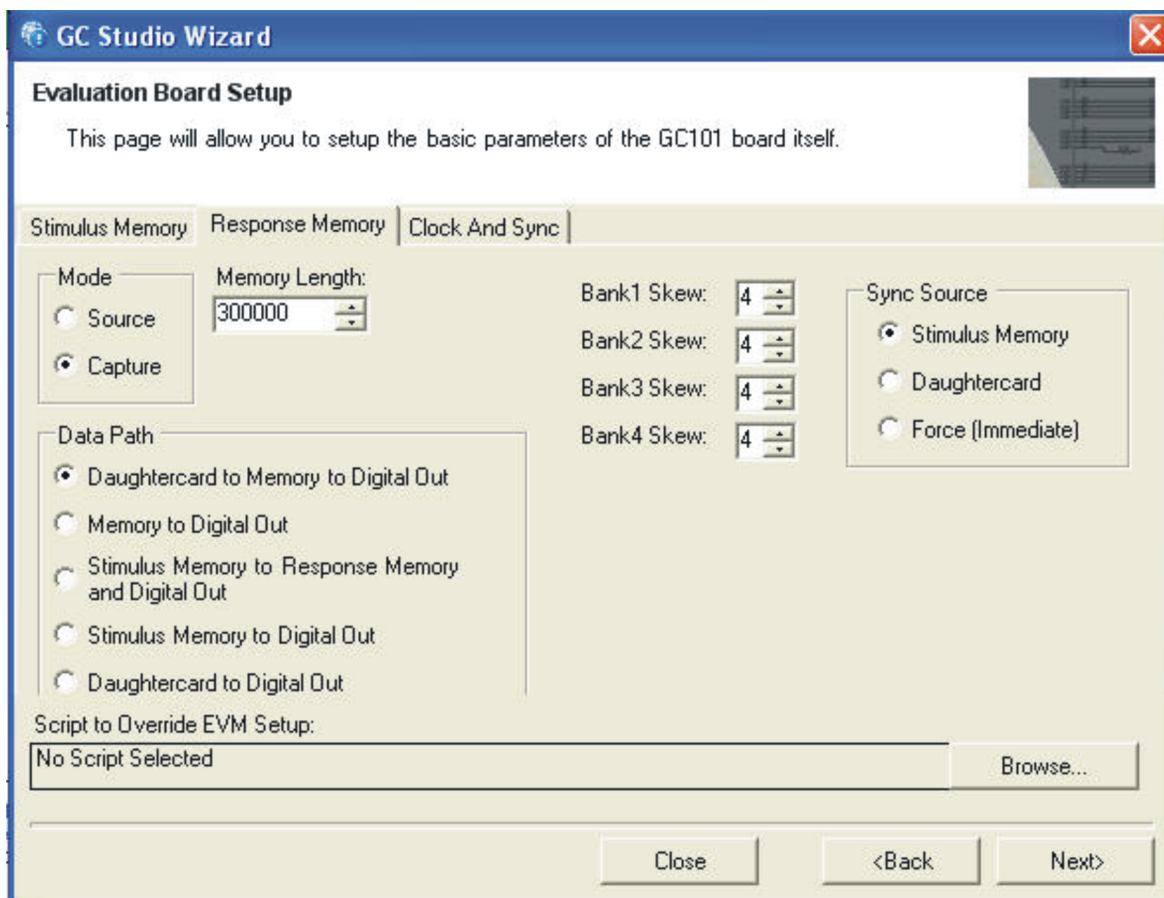 GC Studio Wizard
Evaluation Board Setup
This page will allow you to setup the basic parameters of the GC101 board itself.
Stimulus Memory
Response Memory
Clock And Sync
Mode
Source
Capture
Memory Length:
300000
Bank1 Skew: 4
Bank2 Skew: 4
Bank3 Skew: 4
Bank4 Skew: 4
Sync Source
Stimulus Memory
Daughtercard
Force (Immediate)
Data Path
Daughtercard to Memory to Digital Out
Memory to Digital Out
Stimulus Memory to Response Memory
and Digital Out
Stimulus Memory to Digital Out
Daughtercard to Digital Out
Script to Override EVM Setup:
No Script Selected
Browse...
Close
<Back
Next>